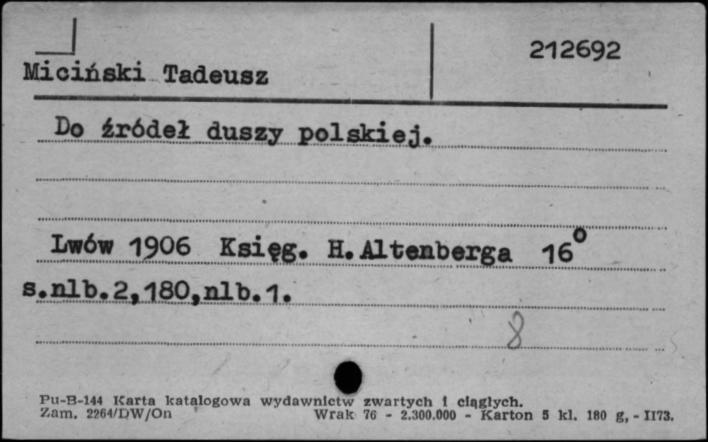 212692
Miciński Tadeusz
Do źródeł duszy polskiej.
Lwów 1906 Księg. H.Altenberga 16°
s.nlb.2,180,nlb.1.
8
Pu-B-144 Karta katalogowa wydawnictw zwartych i ciągłych.
Zam. 2264/DW/On Wrak 76 - 2.300.000 - Karton 5 kl. 180 g, - II73.